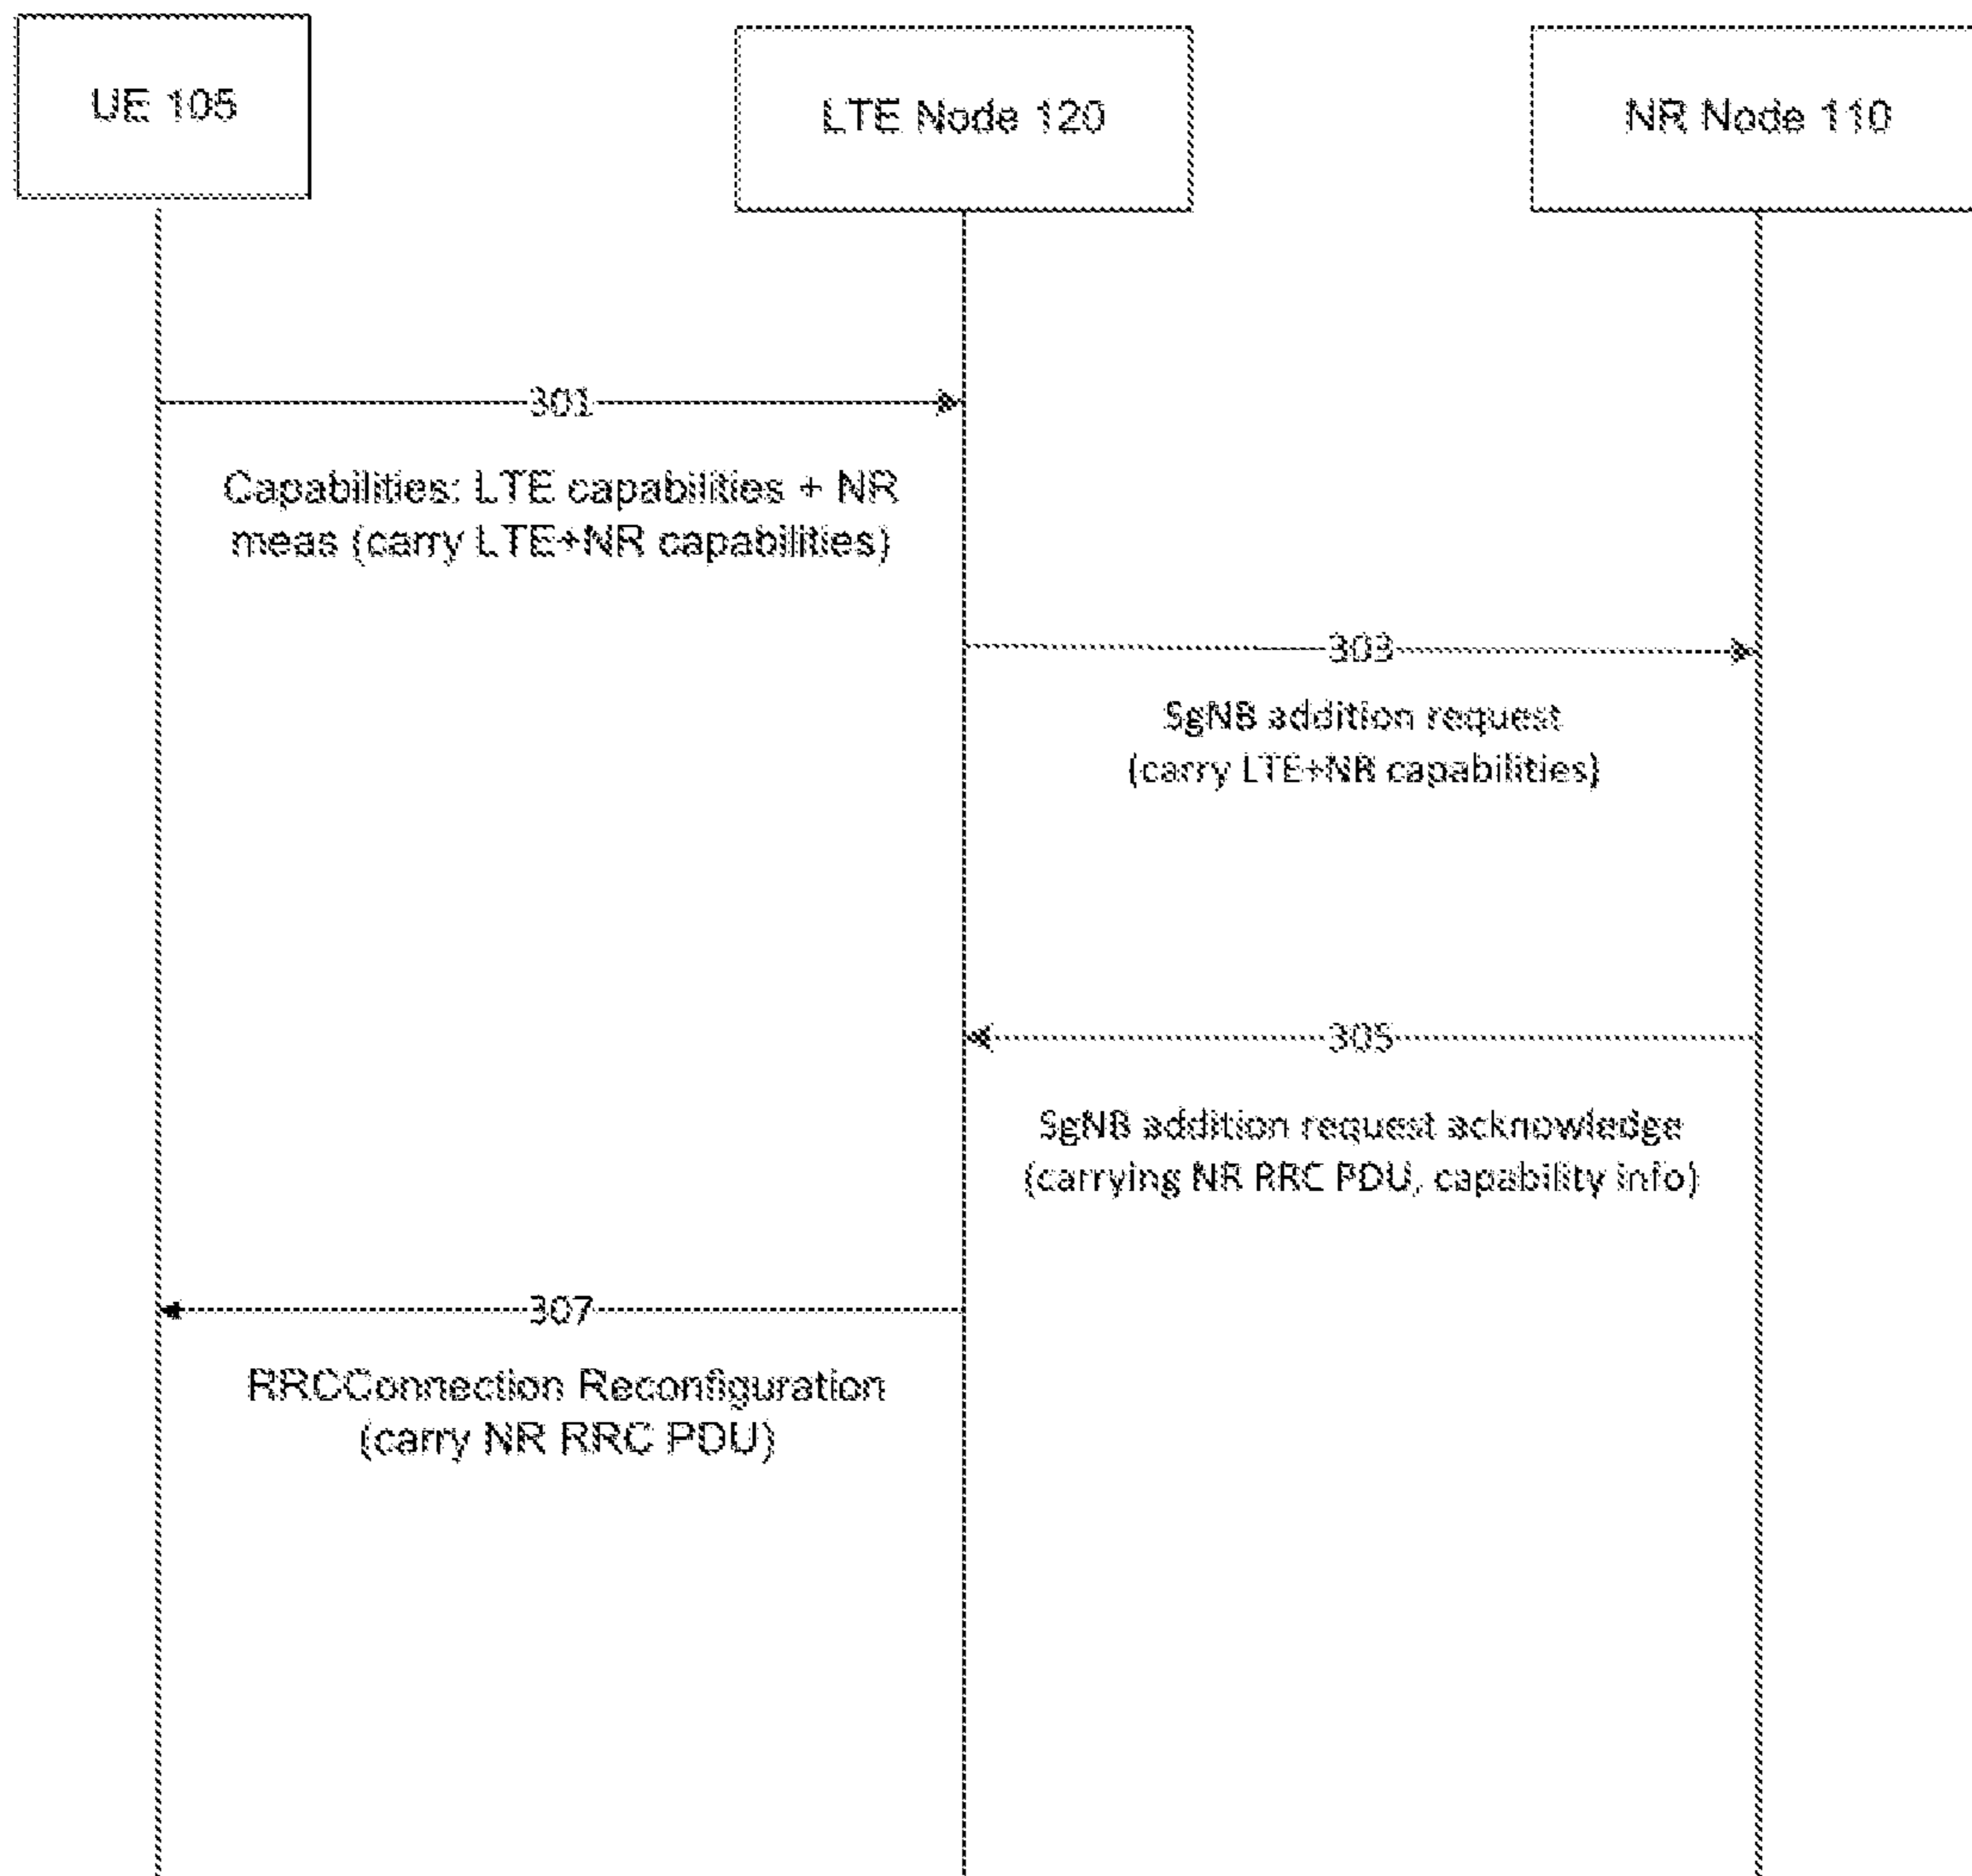 UE 105
LTE Node 120
NR Node 110
301
Capabilities: LTE capabilities + NR
meas (carry LTE+NR capabilities)
303
SgNB addition request
(carry LTE+NR capabilities)
305
SgNB addition request acknowledge
(carrying NR RRC PDU, capability info)
307
RRCConnection Reconfiguration
(carry NR RRC PDU)